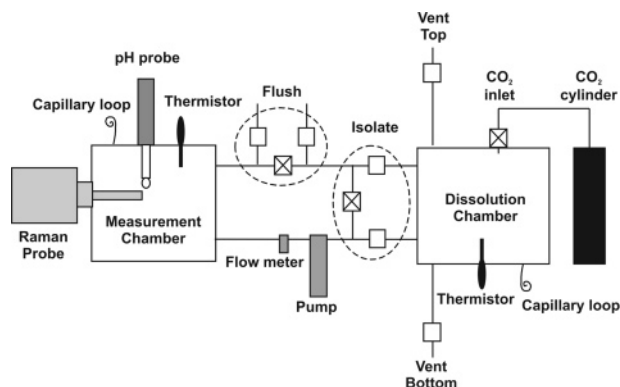 Vent
Top
pH probe
CO₂
inlet
CO₂
cylinder
Flush
Capillary loop
Thermistor
Isolate
Measurement
Chamber
Dissolution
Chamber
Raman
Probe
Flow meter
Pump
Thermistor
Capillary loop
Vent
Bottom